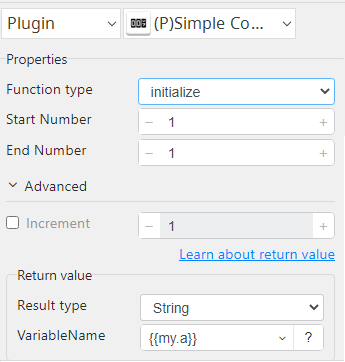 Plugin (P)Simple Co...
Properties
Function type initialize
Start Number − 1 +
End Number − 1 +
Advanced
Increment − 1 +
Learn about return value
Return value
Result type String
VariableName {{my.a}} ?